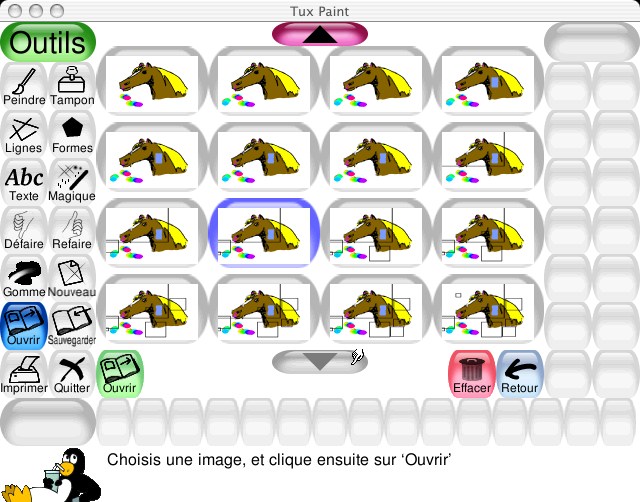 Tux Paint
Outils
Peindre Tampon
Lignes Formes
Abc
Texte Magique
Défaire Refaire
Gomme Nouveau
Ouvrir Sauvegarder
Imprimer Quitter Ouvrir Effacer Retour
Choisis une image, et clique ensuite sur ‘Ouvrir’